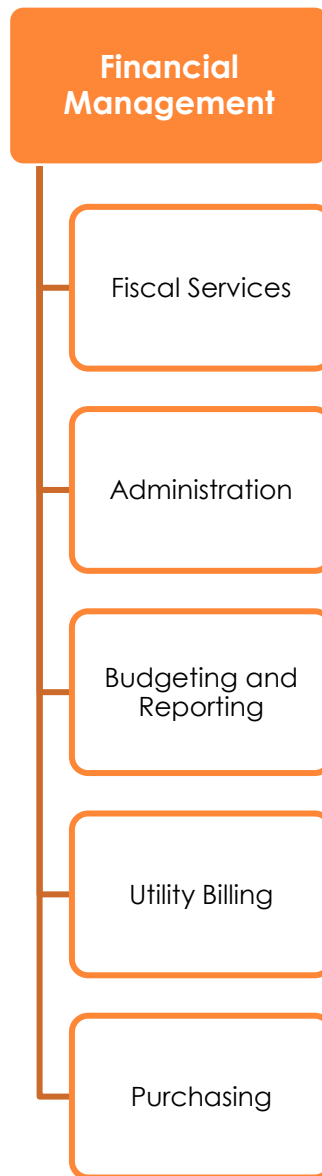 Financial
Management
Fiscal Services
Administration
Budgeting and
Reporting
Utility Billing
Purchasing